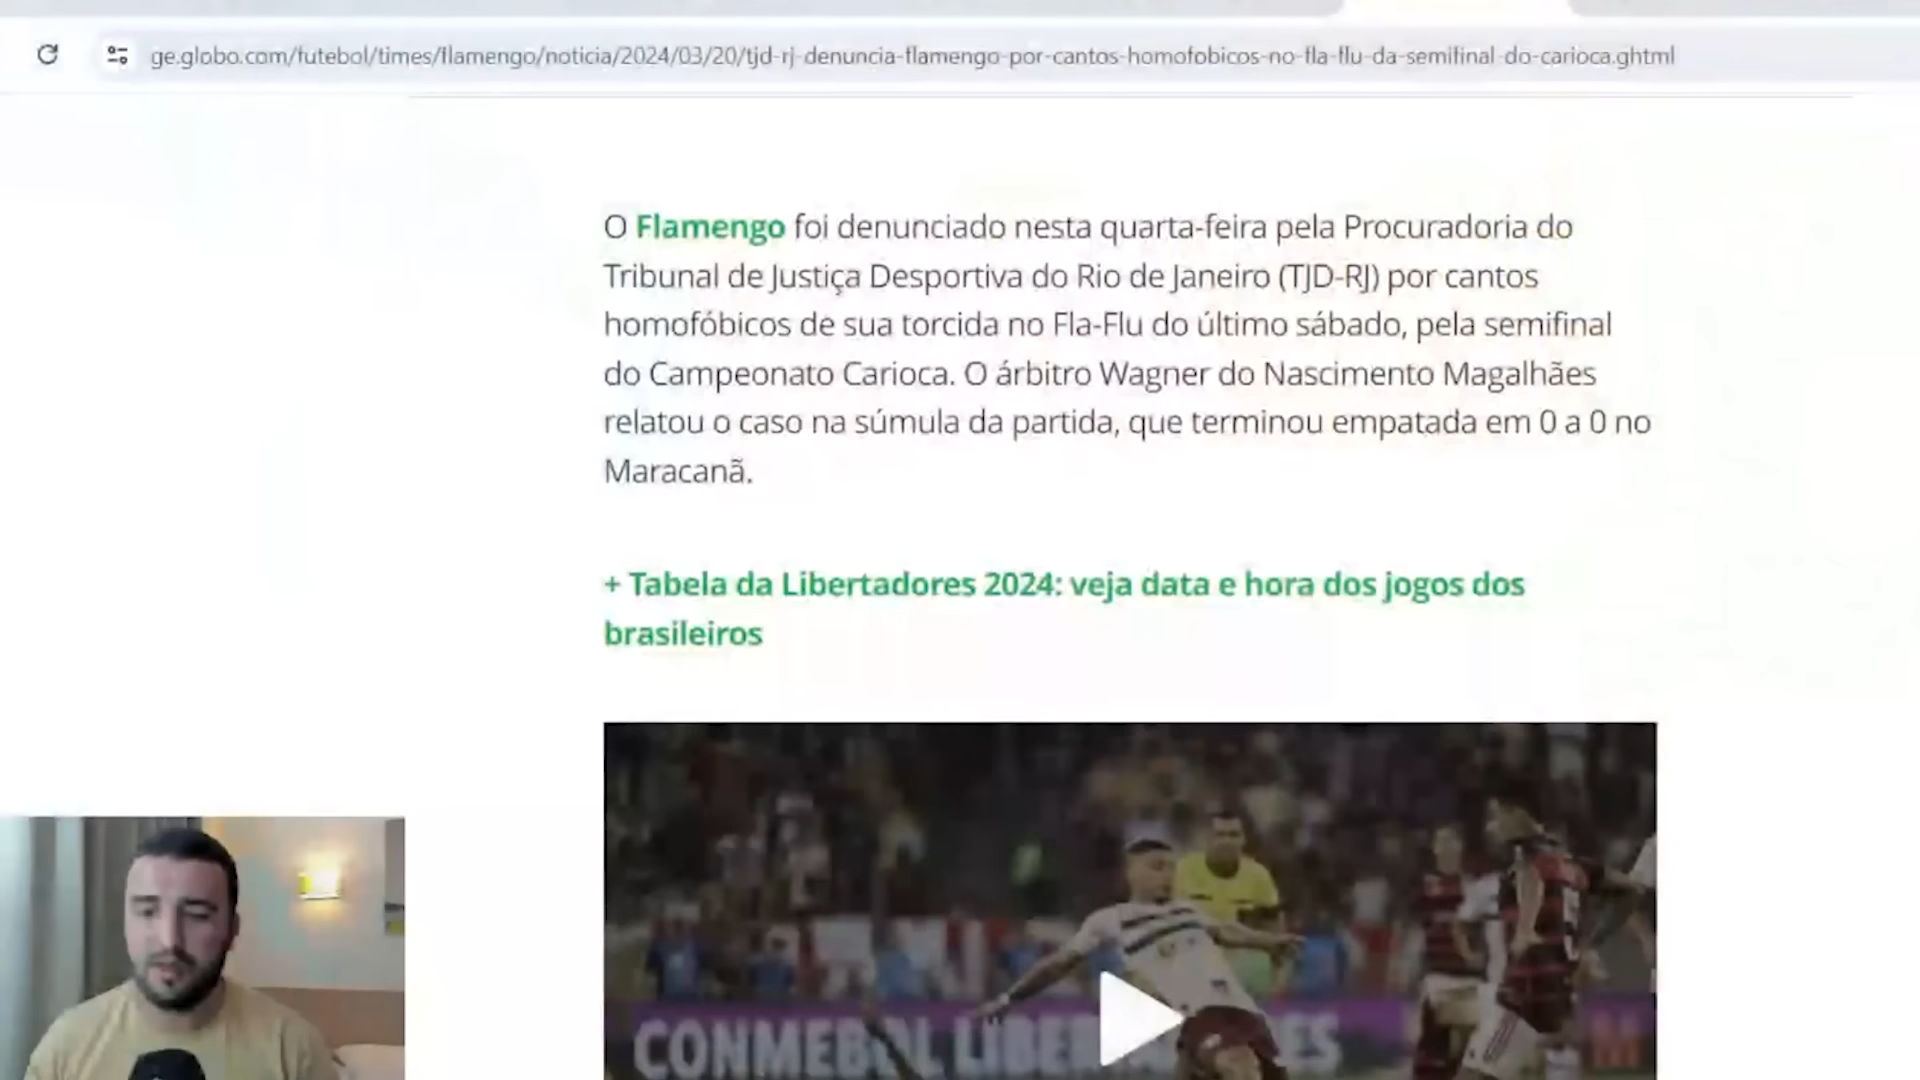 ge.globo.com/futebol/times/flamengo/noticia/2024/03/20/tjd-rj-denuncia-flamengo-por-cantos-homofobicos-no-fla-flu-da-semifinal-do-carioca.ghtml
O Flamengo foi denunciado nesta quarta-feira pela Procuradoria do
Tribunal de Justiça Desportiva do Rio de Janeiro (TJD-RJ) por cantos
homofóbicos de sua torcida no Fla-Flu do último sábado, pela semifinal
do Campeonato Carioca. O árbitro Wagner do Nascimento Magalhães
relatou o caso na súmula da partida, que terminou empatada em 0 a 0 no
Maracanã.
+ Tabela da Libertadores 2024: veja data e hora dos jogos dos
brasileiros
CONMEBOL